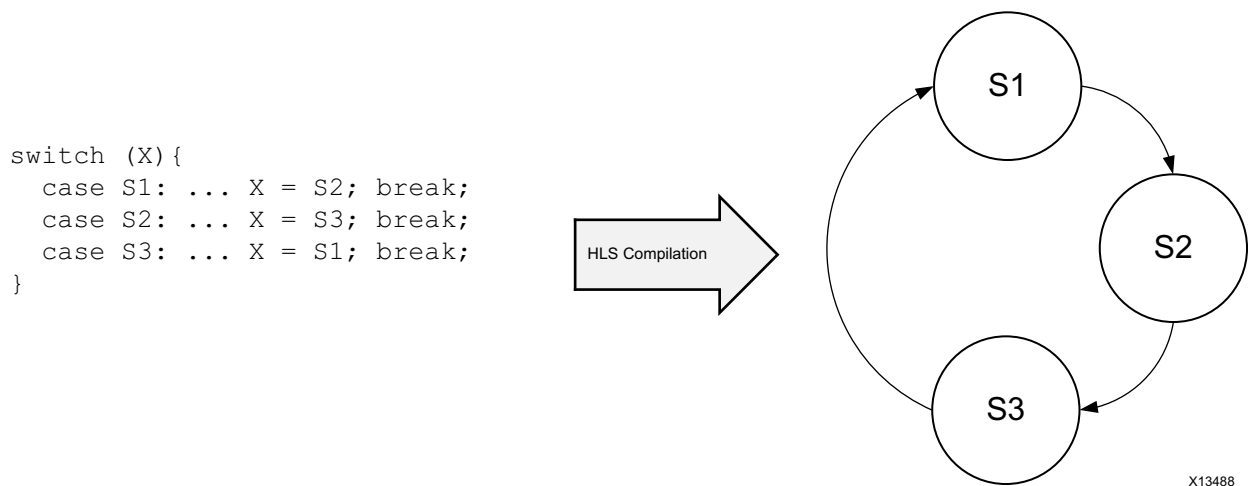 switch (X){
  case S1: ... X = S2; break;
  case S2: ... X = S3; break;
  case S3: ... X = S1; break;
}
HLS Compilation
S1
S2
S3
X13488